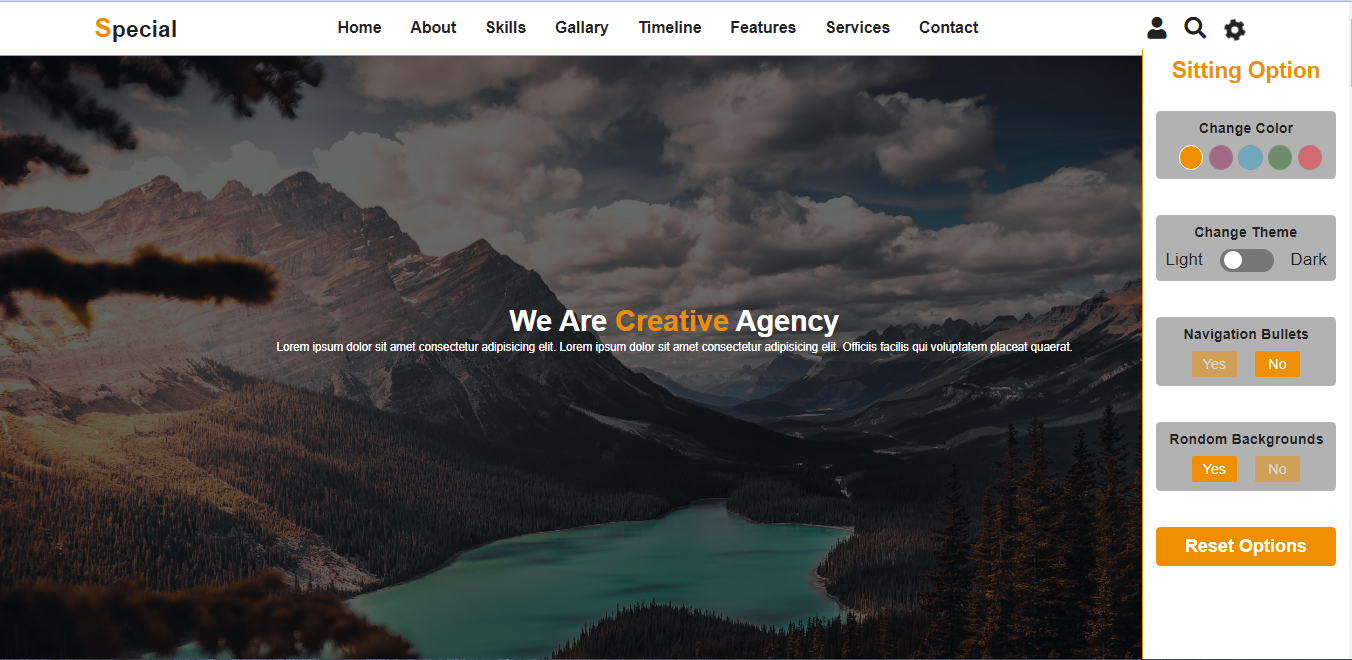 Special
Home About Skills Gallary Timeline Features Services Contact
Sitting Option
Change Color
Change Theme
Light Dark
Navigation Bullets
Yes No
Rondom Backgrounds
Yes No
Reset Options
We Are Creative Agency
Lorem ipsum dolor sit amet consectetur adipisicing elit. Lorem ipsum dolor sit amet consectetur adipisicing elit. Officiis facilis qui voluptatem placeat quaerat.